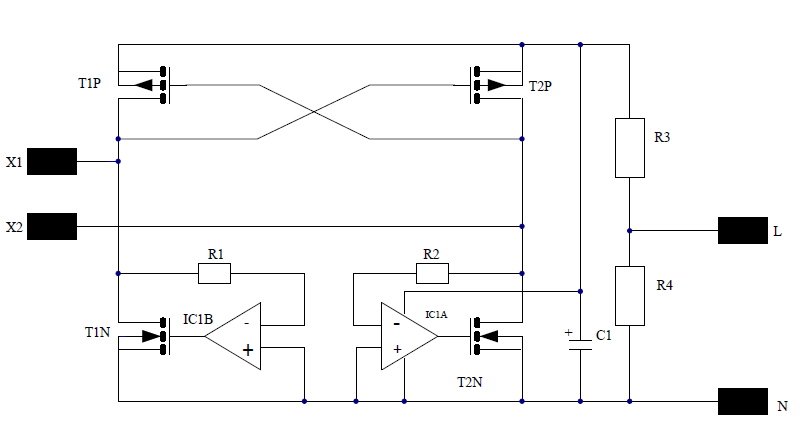 T1P
T2P
R3
X1
X2
L
R1
R2
R4
IC1B
IC1A
-
-
T1N
+
C1
+
+
T2N
N